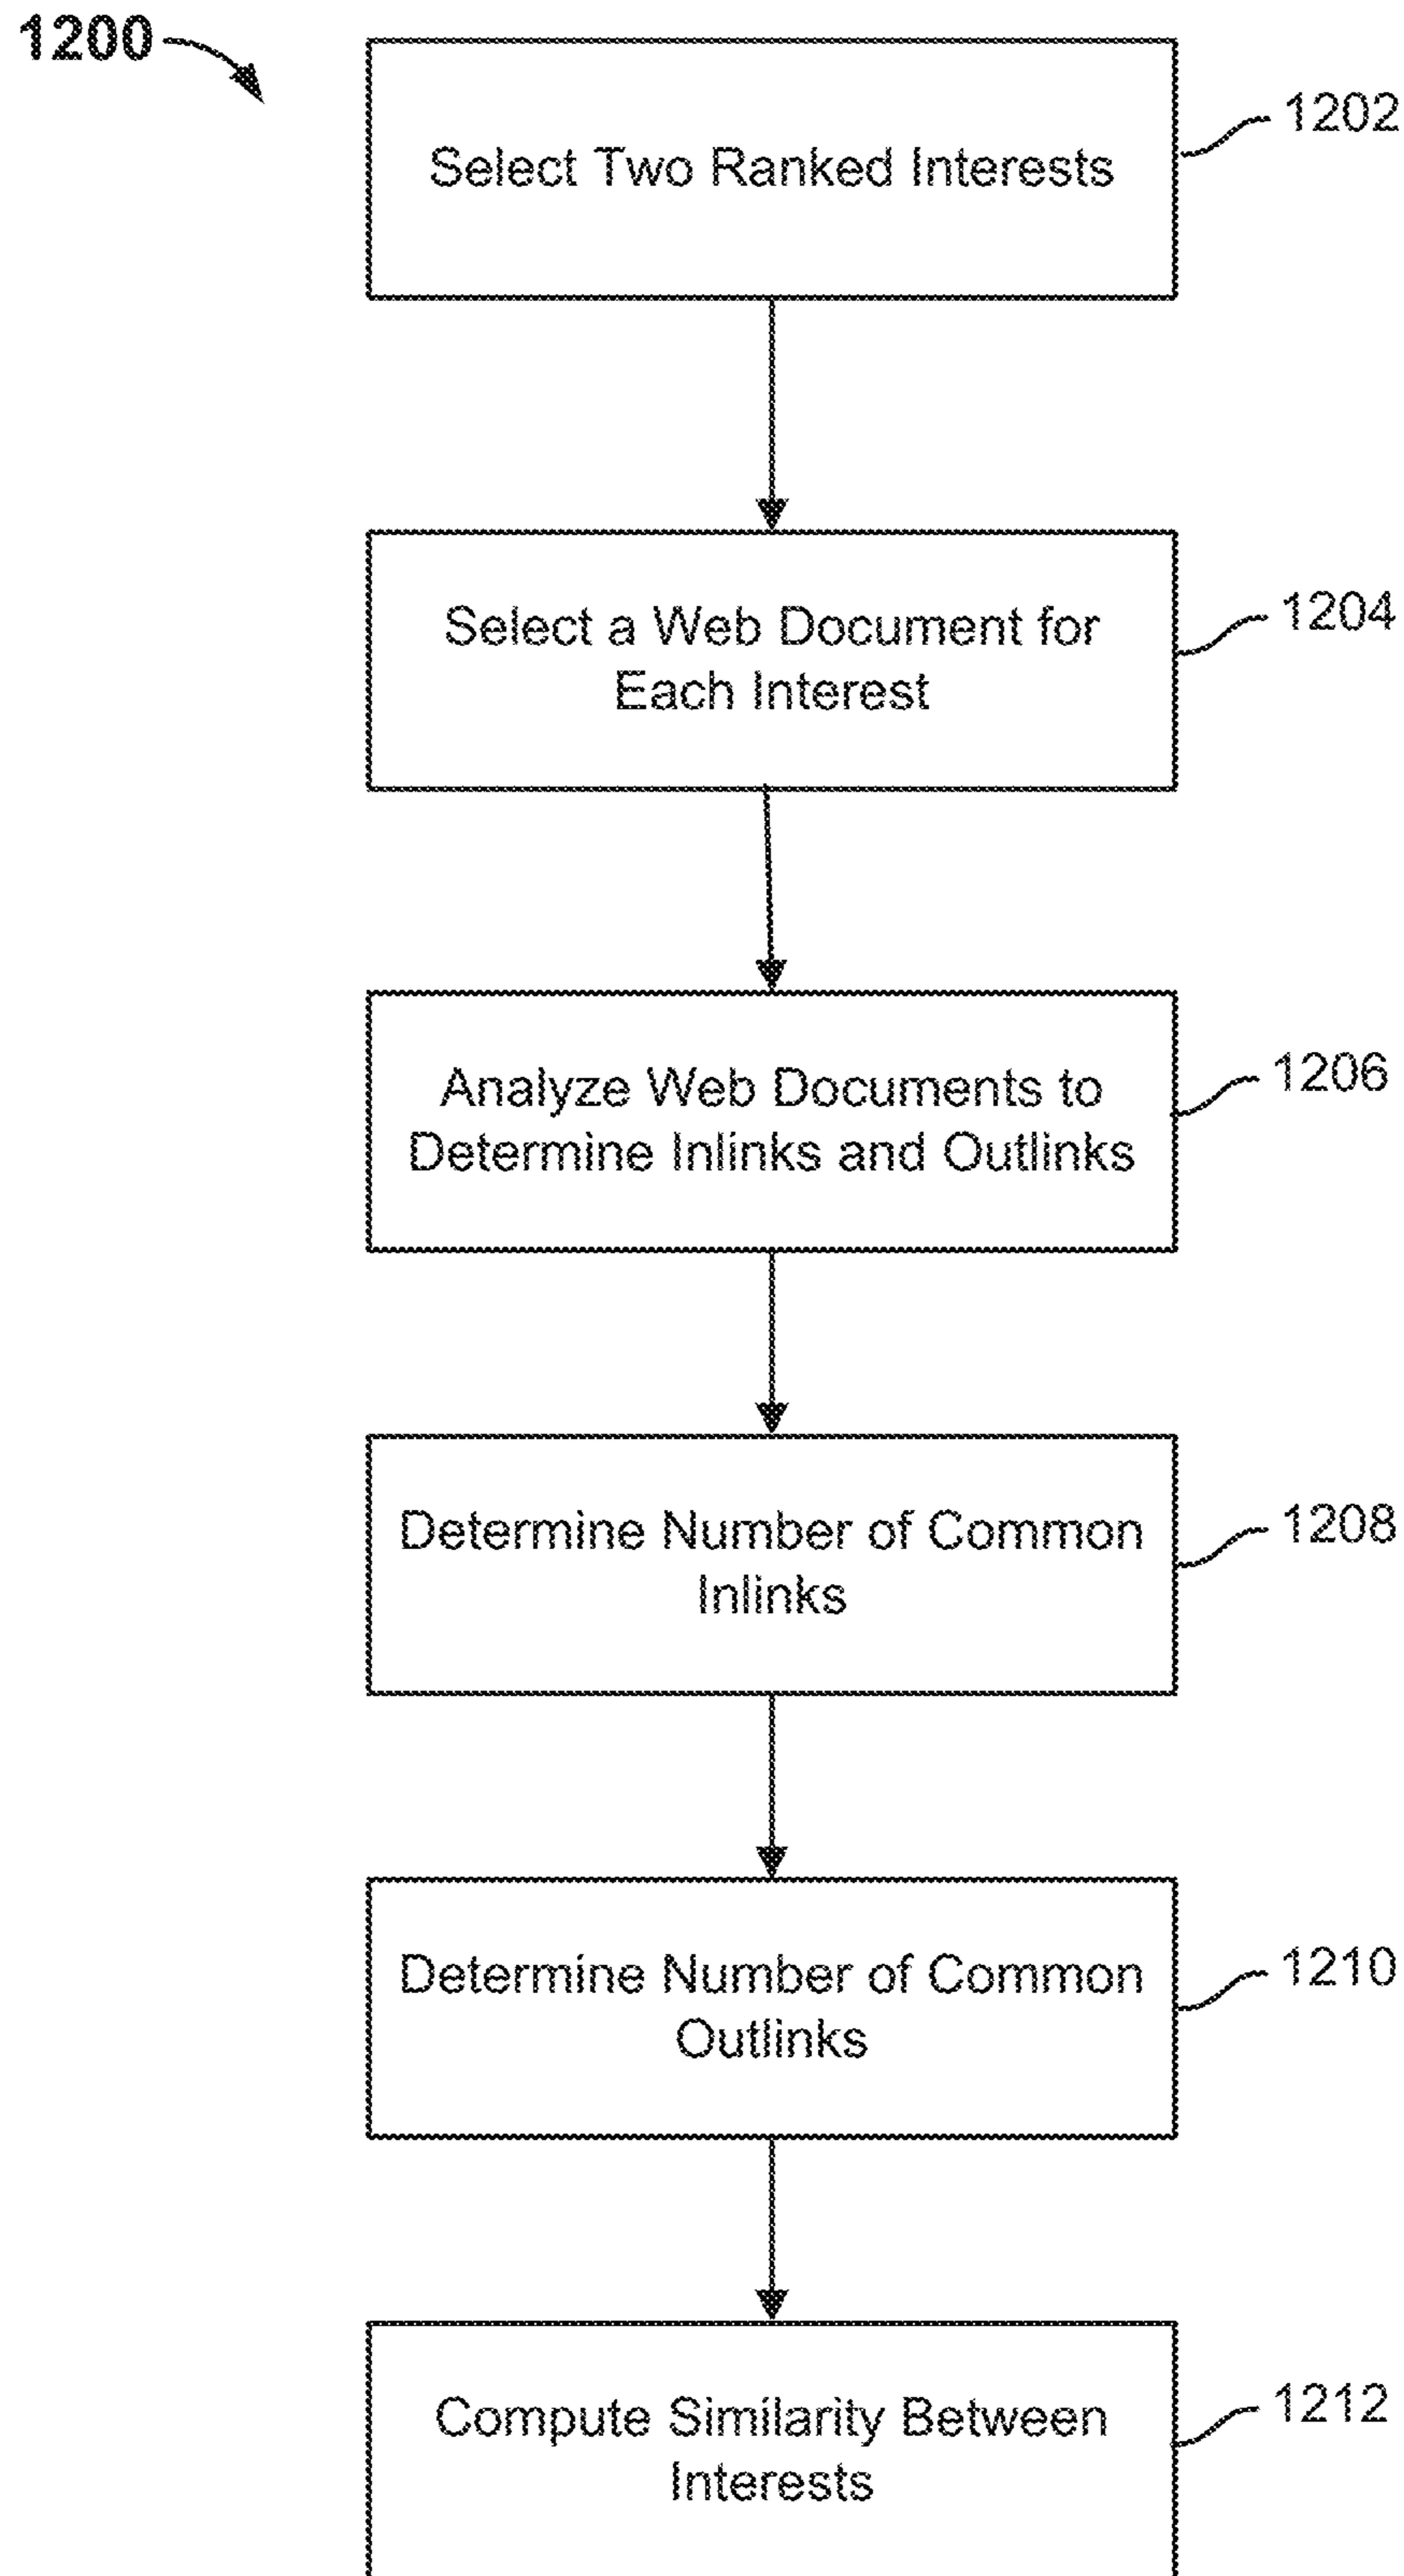 1200
Select Two Ranked Interests
1202
Select a Web Document for
Each Interest
1204
Analyze Web Documents to
Determine Inlinks and Outlinks
1206
Determine Number of Common
Inlinks
1208
Determine Number of Common
Outlinks
1210
Compute Similarity Between
Interests
1212